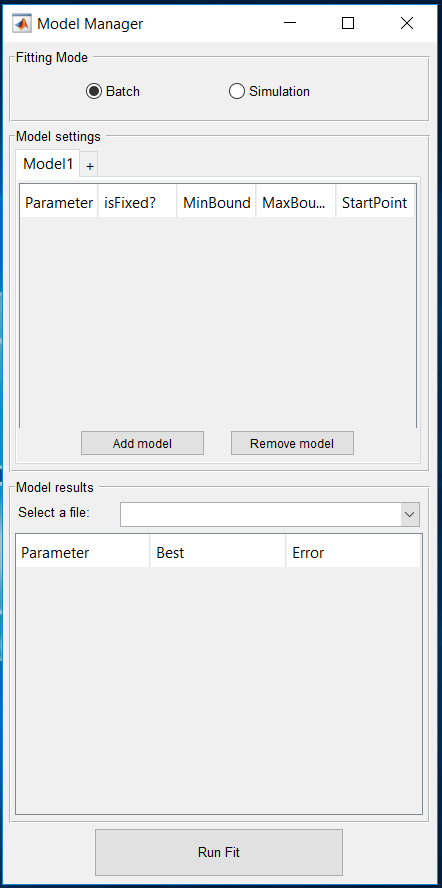 Model Manager
Fitting Mode
Batch Simulation
Model settings
Model1 +
Parameter isFixed? MinBound MaxBou... StartPoint
Add model Remove model
Model results
Select a file:
Parameter Best Error
Run Fit